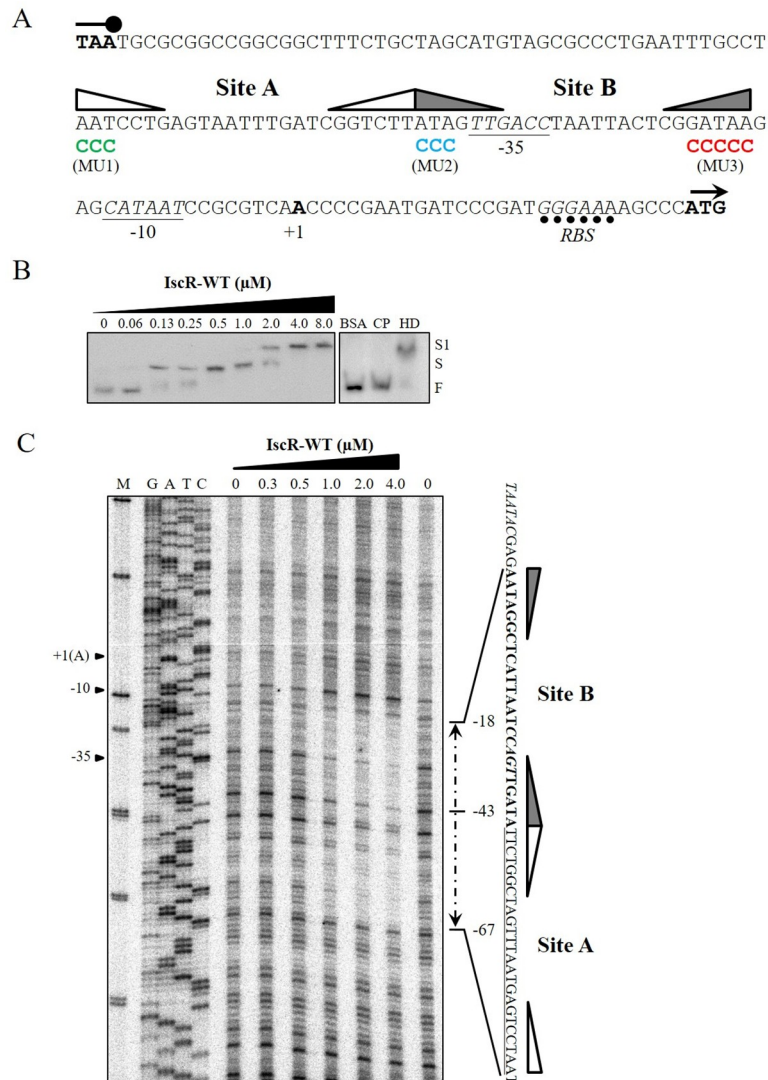 A
TAATGCGCGGCCGGCGGCTTTCTGCTAGCATGTAGCGCCCTGAATTTGCCT
Site A Site B
AATCCTGAGTAATTTGATCGGTCTTATAGTTGACCTAATTACTCGGATAAG
CCC CCC -35 CCCCC
(MU1) (MU2) (MU3)
AGCATAATCCGCGTCAACCCCGAATGATCCCGATGGGAAAAGCCCATG
-10 +1 RBS
B
IscR-WT (µM)
0 0.06 0.13 0.25 0.5 1.0 2.0 4.0 8.0 BSA CP HD
S1
S
F
C
IscR-WT (µM)
M G A T C 0 0.3 0.5 1.0 2.0 4.0 0
+1(A)
-10
-35
-18
-43
-67
TAATACGAGAATAGGCTCATTAATCCAGTTGATATTCTGGCTAGTTTAATGAGTCCTAAT
Site B
Site A